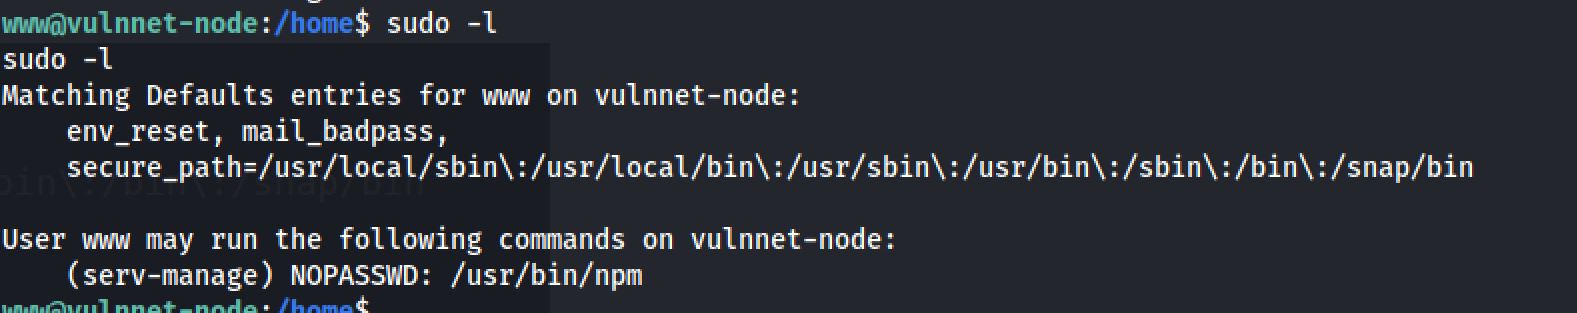 www@vulnnet-node:/home$ sudo -l
sudo -l
Matching Defaults entries for www on vulnnet-node:
    env_reset, mail_badpass,
    secure_path=/usr/local/sbin\:/usr/local/bin\:/usr/sbin\:/usr/bin\:/sbin\:/bin\:/snap/bin
User www may run the following commands on vulnnet-node:
    (serv-manage) NOPASSWD: /usr/bin/npm
www@vulnnet-node:/home$